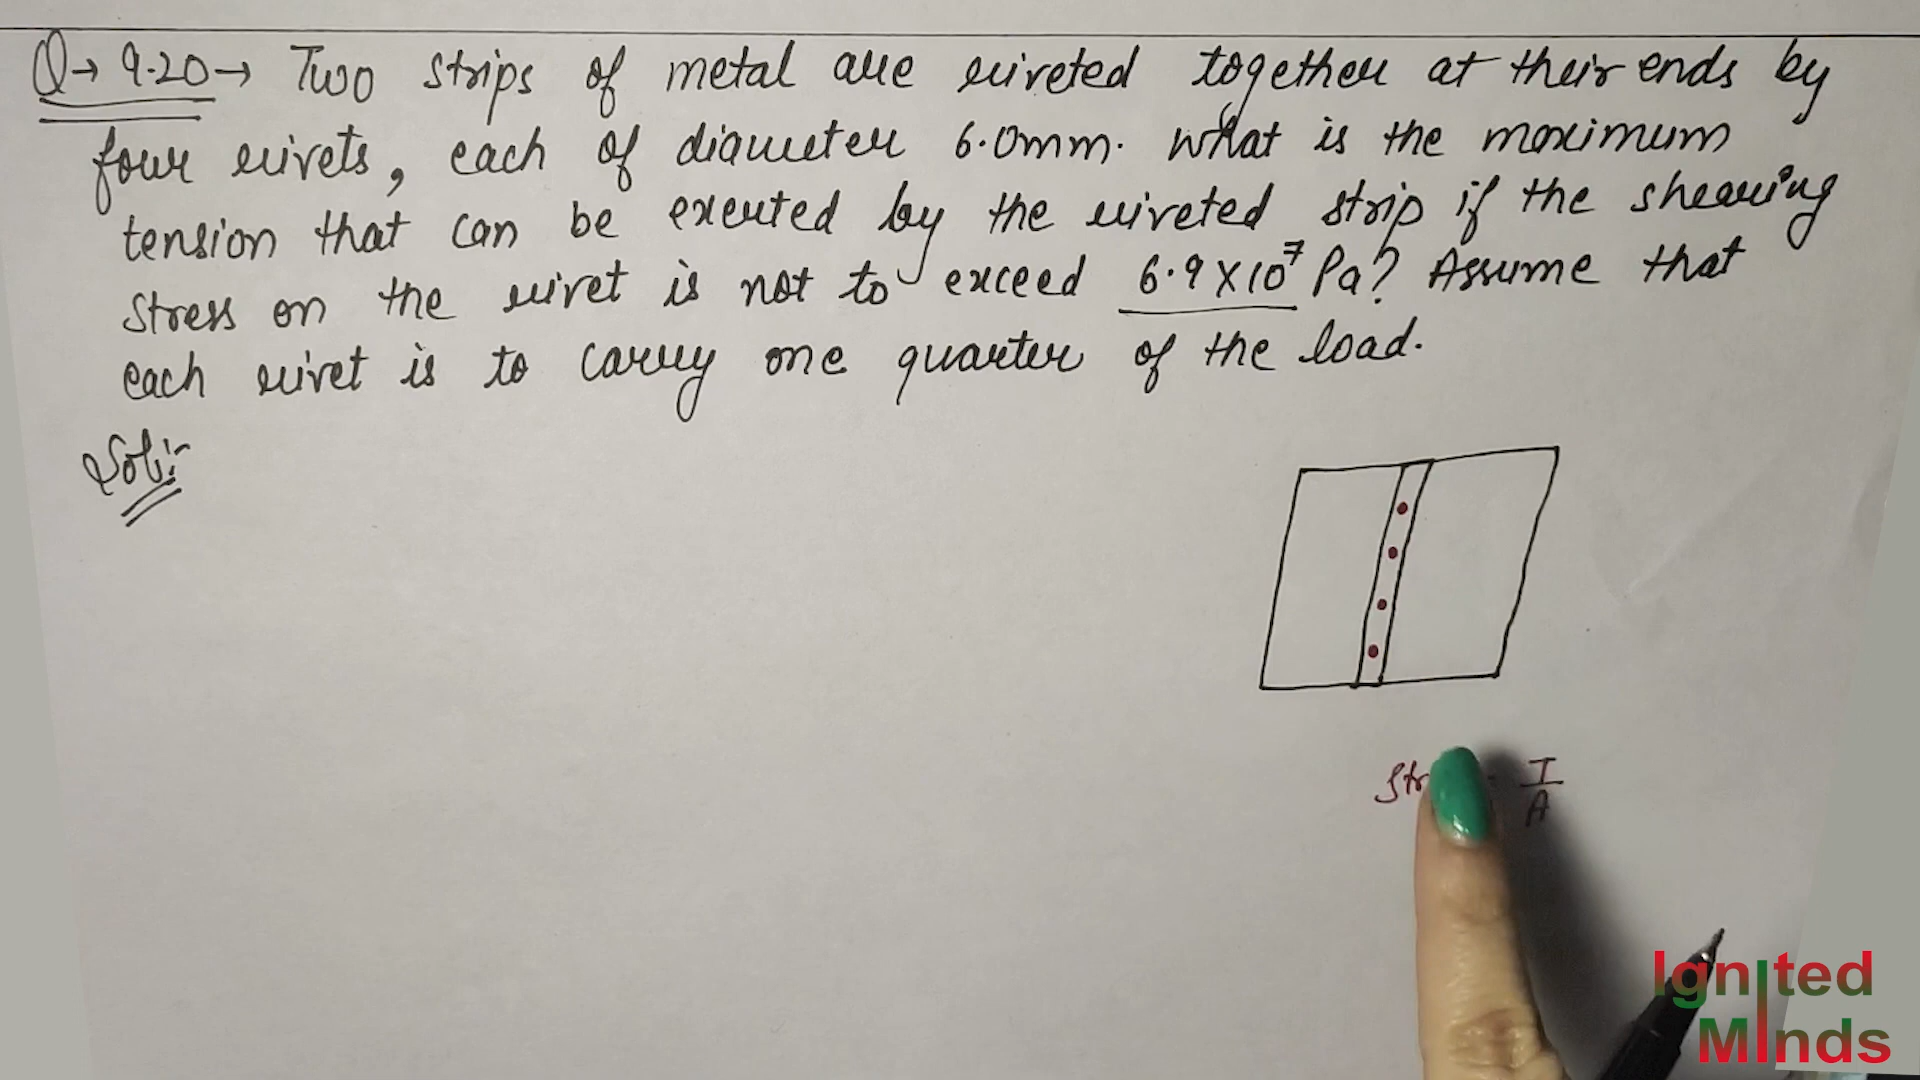 Q→ 9.20→ Two strips of metal are riveted together at their ends by
four rivets, each of diameter 6.0mm. What is the maximum
tension that can be exerted by the riveted strip if the shearing
stress on the rivet is not to exceed 6.9 X 10⁷ Pa? Assume that
each rivet is to carry one quarter of the load.
Sol:-
T
A
Ignited
Minds